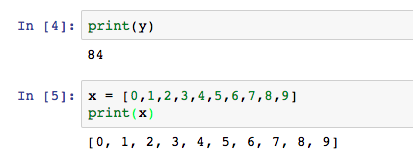 In [4]: print(y)
84
In [5]: x = [0,1,2,3,4,5,6,7,8,9]
print(x)
[0, 1, 2, 3, 4, 5, 6, 7, 8, 9]